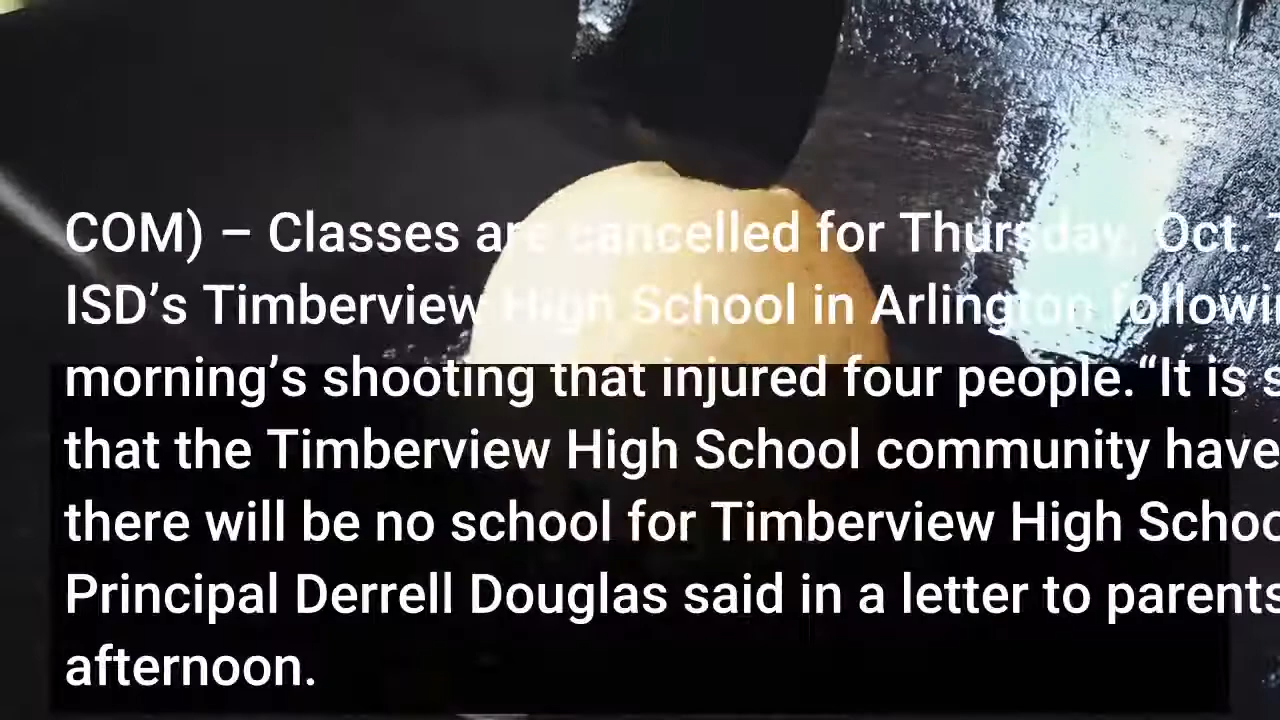 COM) – Classes are cancelled for Thursday, Oct. 7
ISD’s Timberview High School in Arlington
morning’s shooting that injured four people.“It is
that the Timberview High School community have
there will be no school for Timberview High
Principal Derrell Douglas said in a letter to parents
afternoon.